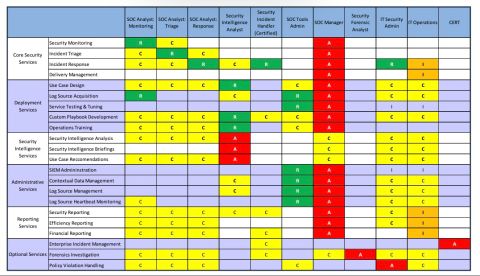 SOC Analyst: Monitoring
SOC Analyst: Triage
SOC Analyst: Response
Security Intelligence Analyst
Security Incident Handler (Certified)
SOC Tools Admin
SOC Manager
Security Forensic Analyst
IT Security Admin
IT Operations
CERT
Core Security Services
Security Monitoring R C A
Incident Triage C R C A
Incident Response C C R C R A R I
Delivery Management A I
Deployment Services
Use Case Design C C C R C C A C C
Log Source Acquisition R C R A C C
Service Testing & Tuning R A I I
Custom Playbook Development C C C R C C A C C
Operations Training C C C R C A C C
Security Intelligence Services
Security Intelligence Analysis C C C A C C C
Security Intelligence Briefings A C C C
Use Case Reccomendations C C C A C C C
Administrative Services
SIEM Administration R A I I
Contextual Data Management C R A C C
Log Source Management C R A C C
Log Source Heartbeat Monitoring C C R A C C
Reporting Services
Security Reporting C C C C C A C I
Efficiency Reporting C C C C A C I
Financial Reporting C C C C A C I
Optional Services
Enterprise Incident Management C A
Forensics Investigation C C C C C C A C C
Policy Violation Handling C C C C C A C